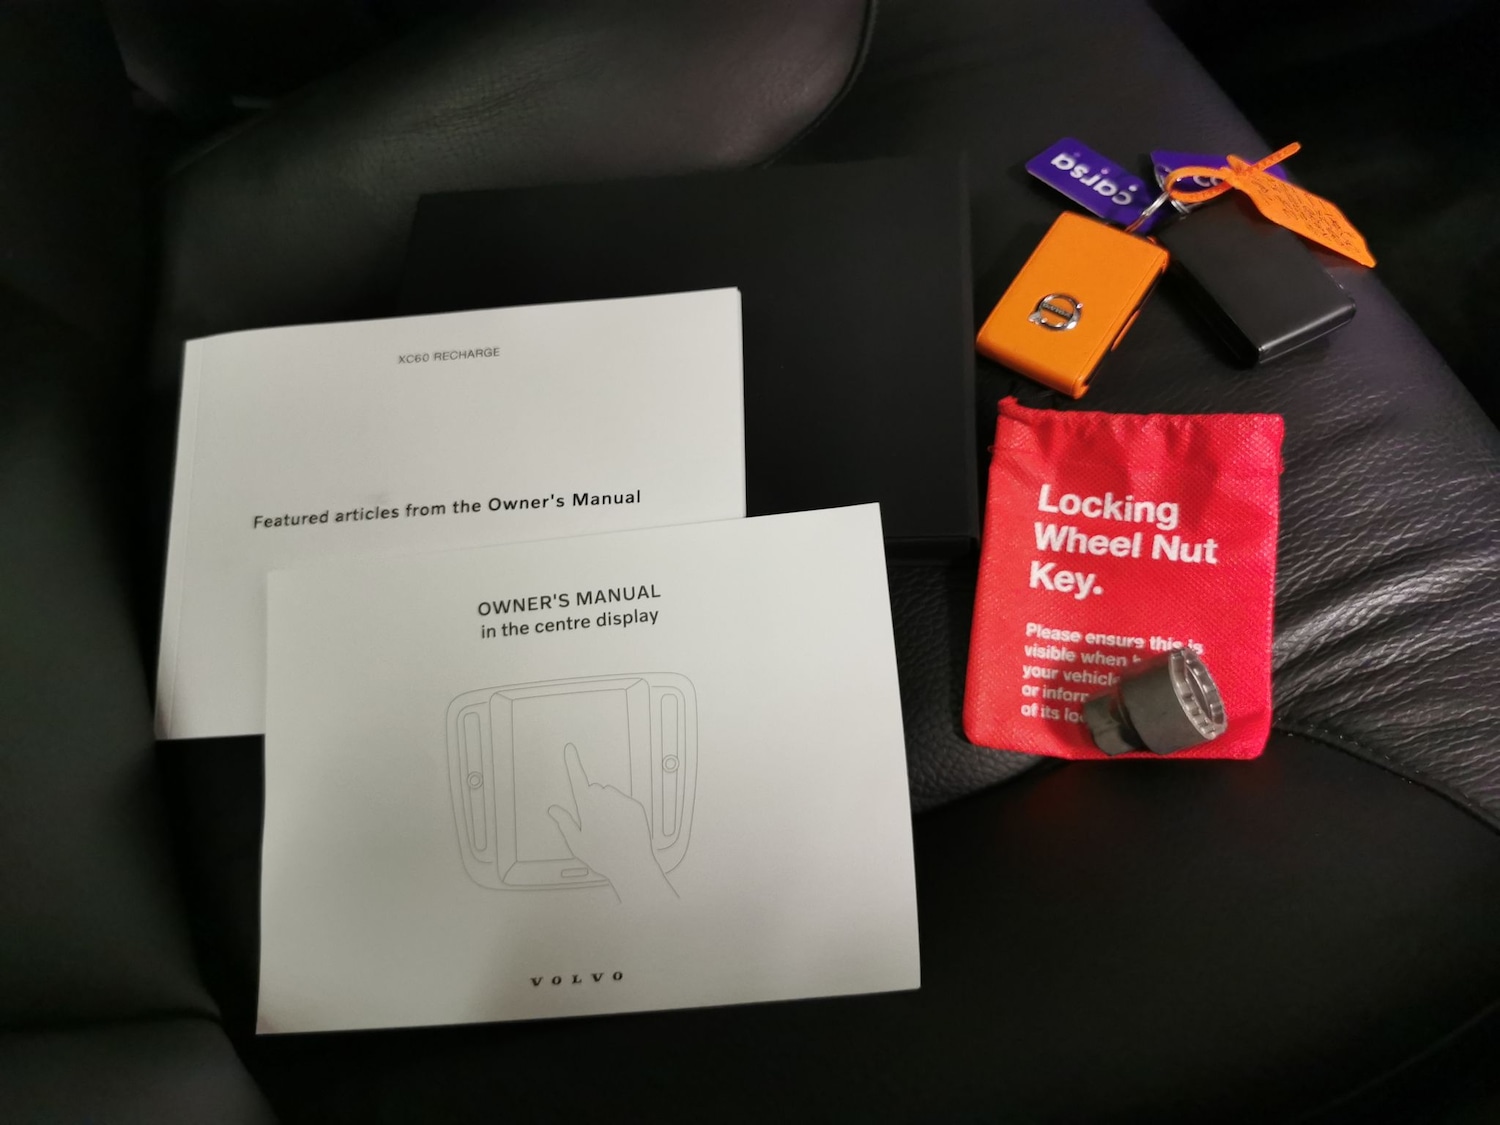 XC60 RECHARGE
Featured articles from the Owner's Manual
OWNER'S MANUAL
in the centre display
VOLVO
carsa
Locking
Wheel Nut
Key.
Please ensure this is
visible when
your vehicle
or
of its